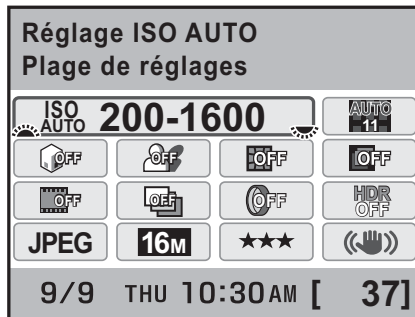 Réglage ISO AUTO
Plage de réglages
ISO AUTO 200-1600 AUTO 11
OFF OFF OFF OFF
OFF OFF OFF HDR OFF
JPEG 16M ★★★
9/9 THU 10:30AM [ 37]